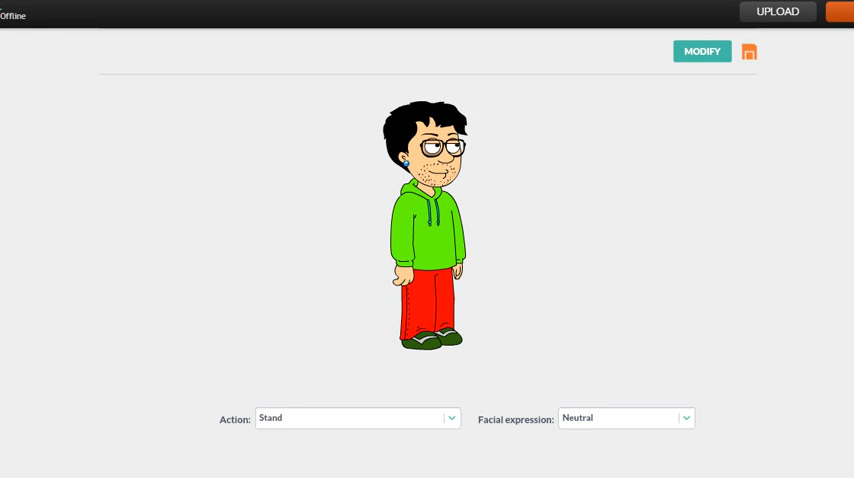 Offline
UPLOAD
MODIFY
Action: Stand Facial expression: Neutral